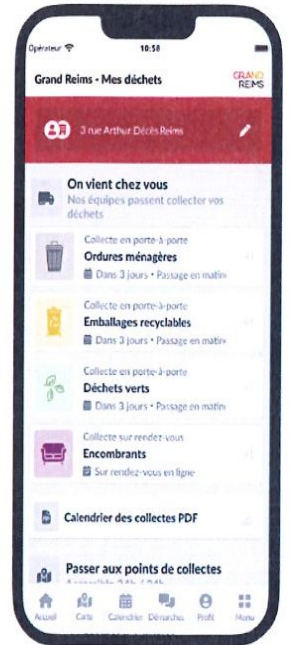 Opérateur
10:58
Grand Reims - Mes déchets
GRAND
REIMS
3 rue Arthur Décès Reims
On vient chez vous
Nos équipes passent collecter vos
déchets
Collecte en porte-à-porte
Ordures ménagères
Dans 3 jours • Passage en matin
Collecte en porte-à-porte
Emballages recyclables
Dans 3 jours • Passage en matin
Collecte en porte-à-porte
Déchets verts
Dans 3 jours • Passage en matin
Collecte sur rendez-vous
Encombrants
Sur rendez-vous en ligne
Calendrier des collectes PDF
Passer aux points de collectes
Accueil Carte Calendrier Démarches Profil Menu